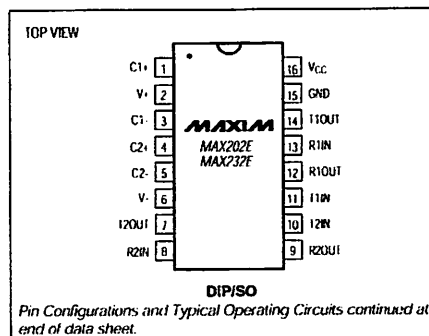 TOP VIEW
C1+ 1 16 VCC
V+ 2 15 GND
C1- 3 14 T1OUT
C2+ 4 13 R1IN
C2- 5 12 R1OUT
V- 6 11 T1IN
T2OUT 7 10 T2IN
R2IN 8 9 R2OUT
MAXIM
MAX202E
MAX232E
DIP/SO
Pin Configurations and Typical Operating Circuits continued at
end of data sheet.